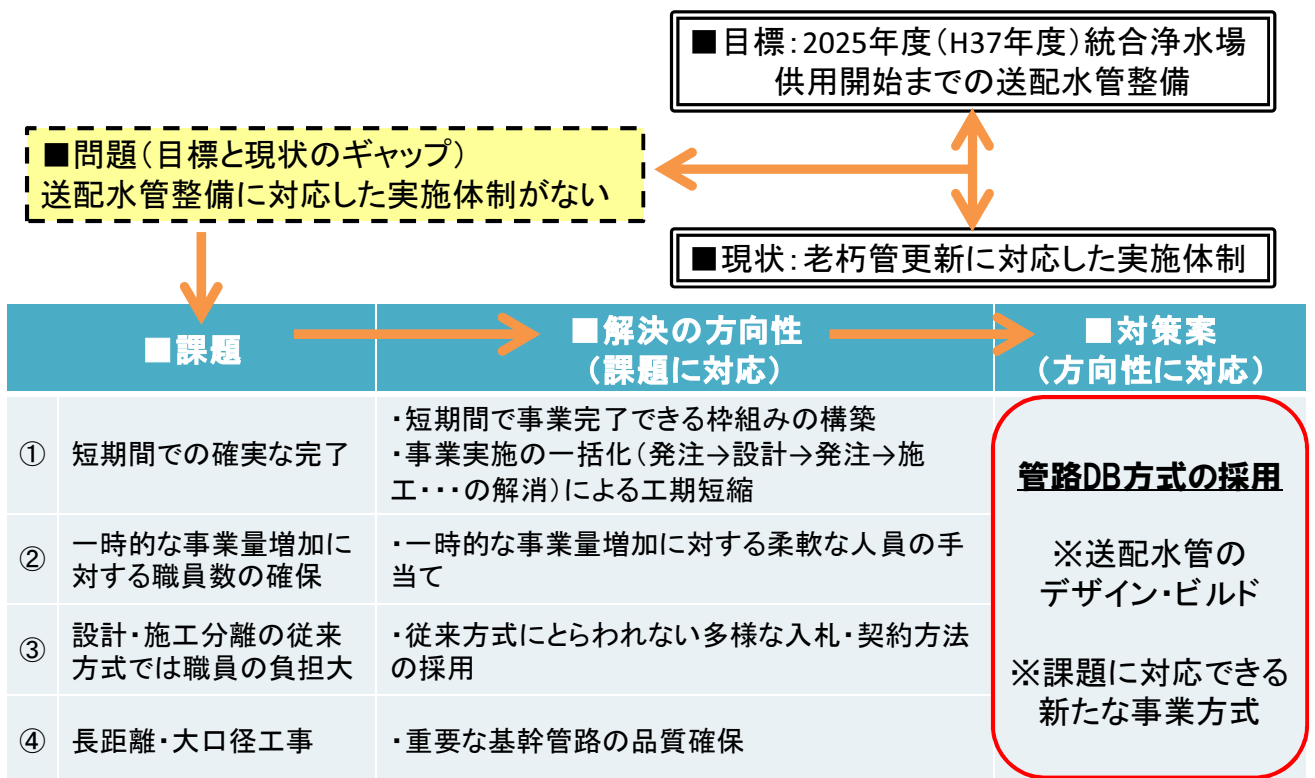 ■目標：2025年度（H37年度）統合浄水場
供用開始までの送配水管整備
■問題（目標と現状のギャップ）
送配水管整備に対応した実施体制がない
■現状：老朽管更新に対応した実施体制
■課題
■解決の方向性
（課題に対応）
■対策案
（方向性に対応）
① 短期間での確実な完了
・短期間で事業完了できる枠組みの構築
・事業実施の一括化（発注→設計→発注→施
工・・・の解消）による工期短縮
② 一時的な事業量増加に
対する職員数の確保
・一時的な事業量増加に対する柔軟な人員の手
当て
③ 設計・施工分離の従来
方式では職員の負担大
・従来方式にとらわれない多様な入札・契約方法
の採用
④ 長距離・大口径工事
・重要な基幹管路の品質確保
管路DB方式の採用
※送配水管の
デザイン・ビルド
※課題に対応できる
新たな事業方式